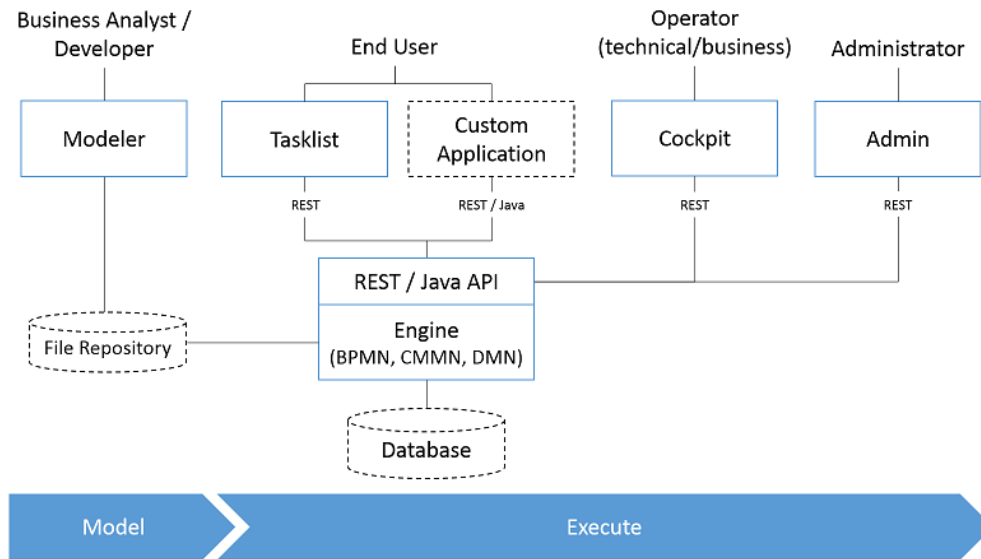 Business Analyst /
Developer
End User
Operator
(technical/business)
Administrator
Modeler
Tasklist
Custom
Application
Cockpit
Admin
REST
REST / Java
REST
REST
REST / Java API
Engine
(BPMN, CMMN, DMN)
File Repository
Database
Model
Execute